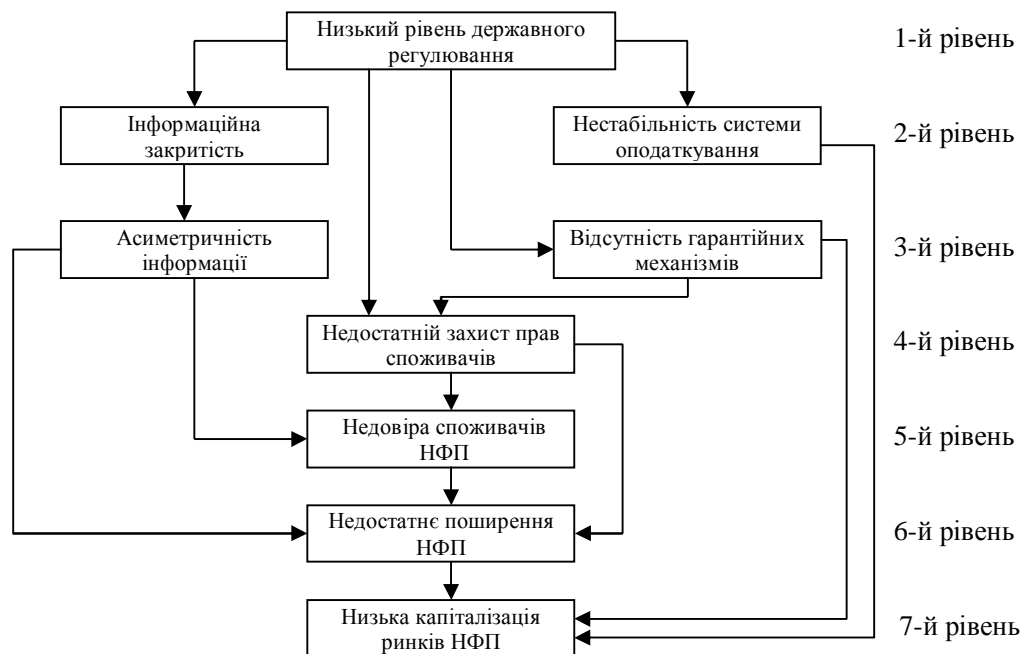 Низький рівень державного
регулювання
1-й рівень
Інформаційна
закритість
Нестабільність системи
оподаткування
2-й рівень
Асиметричність
інформації
Відсутність гарантійних
механізмів
3-й рівень
Недостатній захист прав
споживачів
4-й рівень
Недовіра споживачів
НФП
5-й рівень
Недостатнє поширення
НФП
6-й рівень
Низька капіталізація
ринків НФП
7-й рівень